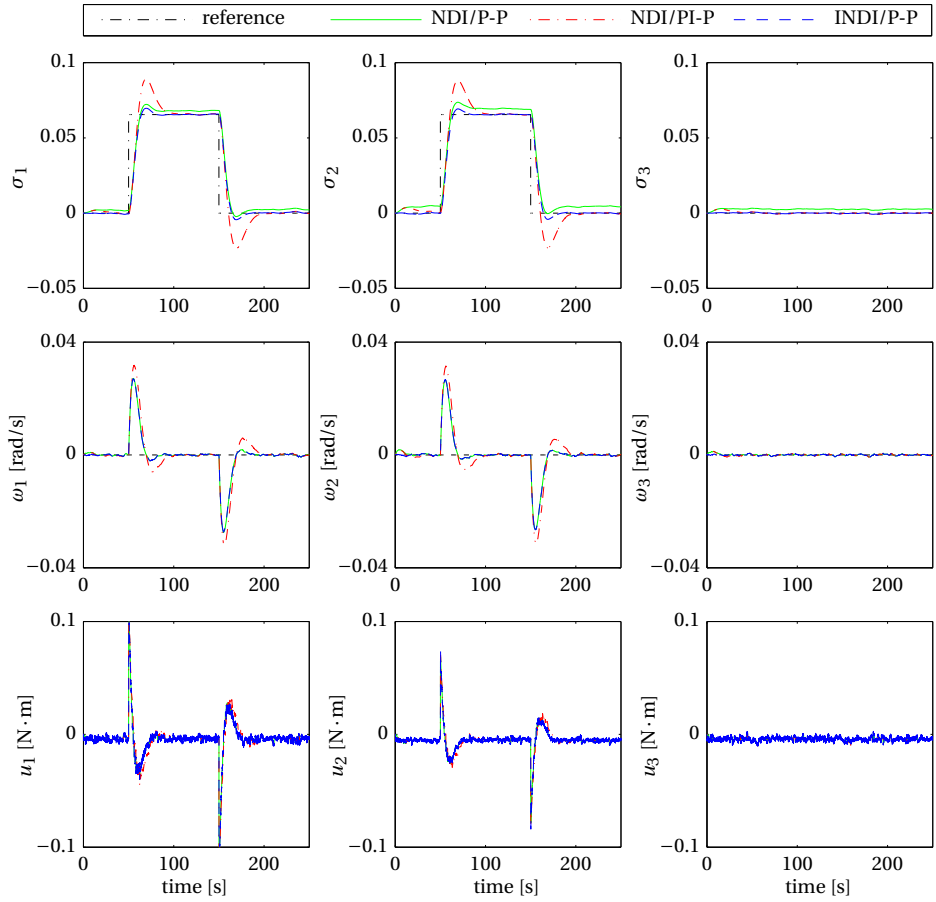 reference NDI/P-P NDI/PI-P INDI/P-P
0.1 0.05 0 −0.05
σ1
0 100 200
0.1 0.05 0 −0.05
σ2
0 100 200
0.1 0.05 0 −0.05
σ3
0 100 200
0.04 0 −0.04
ω1 [rad/s]
0 100 200
0.04 0 −0.04
ω2 [rad/s]
0 100 200
0.04 0 −0.04
ω3 [rad/s]
0 100 200
0.1 0 −0.1
u1 [N·m]
0 100 200
time [s]
0.1 0 −0.1
u2 [N·m]
0 100 200
time [s]
0.1 0 −0.1
u3 [N·m]
0 100 200
time [s]